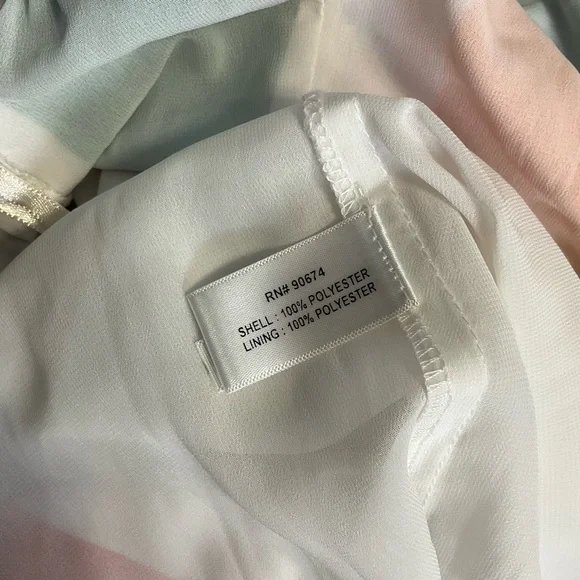 RN# 90674
SHELL : 100% POLYESTER
LINING : 100% POLYESTER